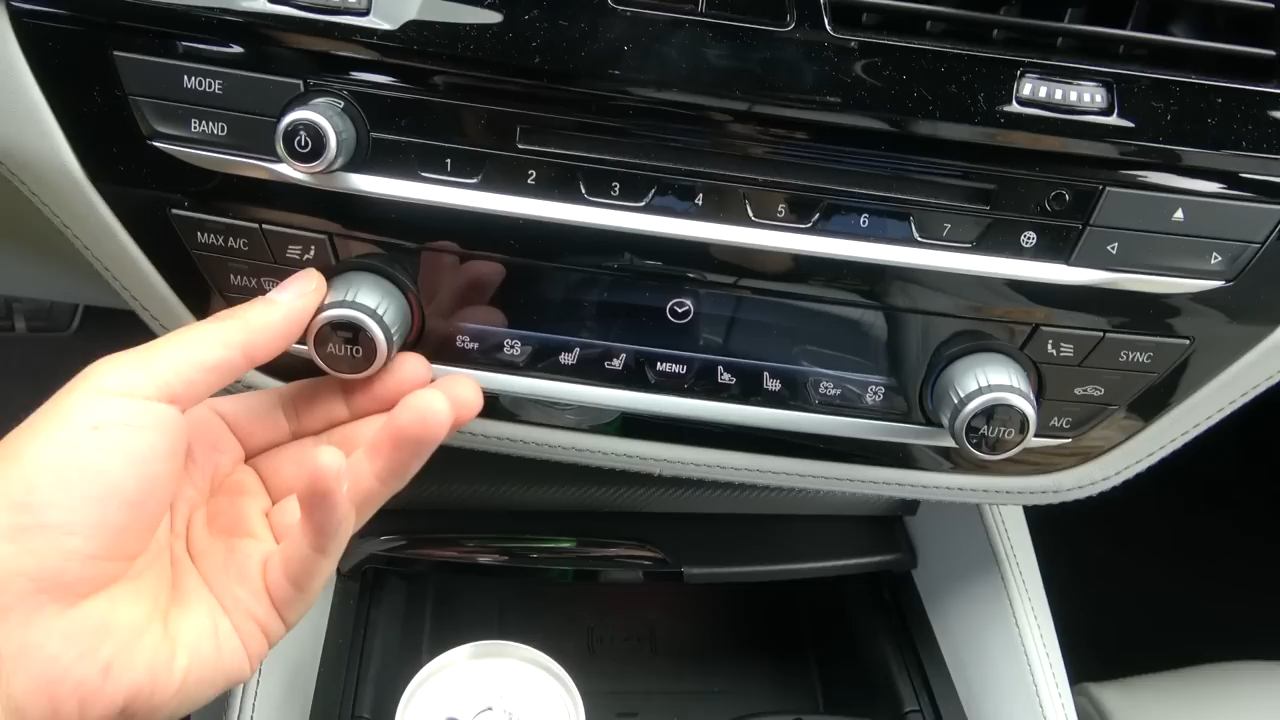 MODE
BAND
1 2 3 4 5 6 7
MAX A/C
MAX
AUTO
OFF
MENU
OFF
AUTO
SYNC
A/C